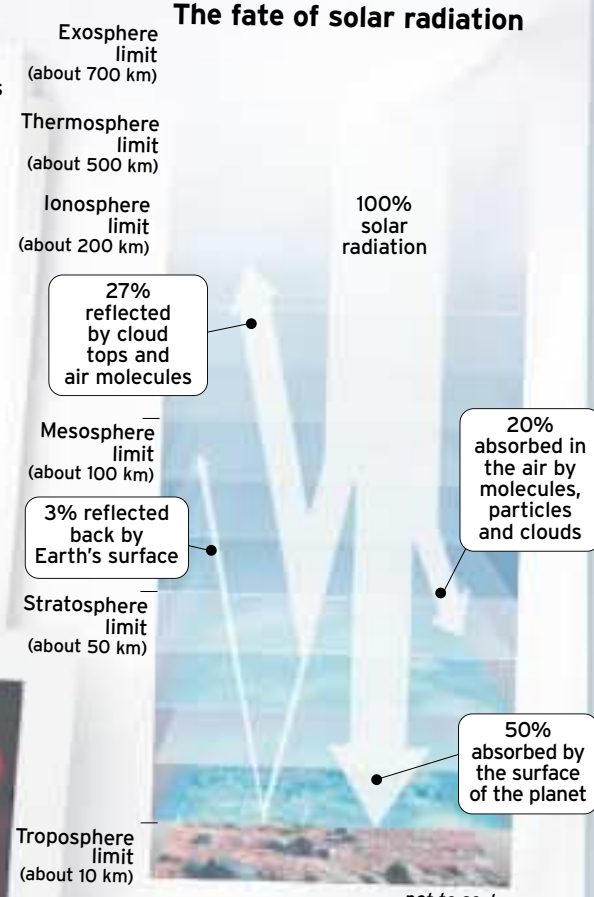 The fate of solar radiation
Exosphere
limit
(about 700 km)
Thermosphere
limit
(about 500 km)
Ionosphere
limit
(about 200 km)
100%
solar
radiation
27%
reflected
by cloud
tops and
air molecules
Mesosphere
limit
(about 100 km)
20%
absorbed in
the air by
molecules,
particles
and clouds
3% reflected
back by
Earth's surface
Stratosphere
limit
(about 50 km)
50%
absorbed by
the surface
of the planet
Troposphere
limit
(about 10 km)
not to